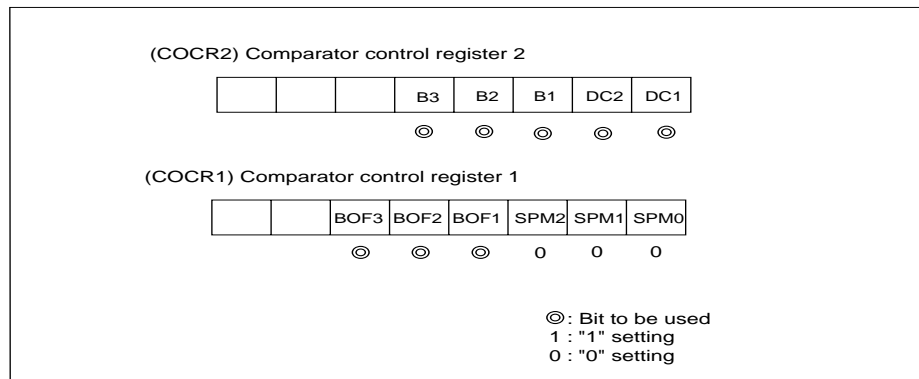 (COCR2) Comparator control register 2
B3 B2 B1 DC2 DC1
◎ ◎ ◎ ◎ ◎
(COCR1) Comparator control register 1
BOF3 BOF2 BOF1 SPM2 SPM1 SPM0
◎ ◎ ◎ 0 0 0
◎: Bit to be used
1 : "1" setting
0 : "0" setting